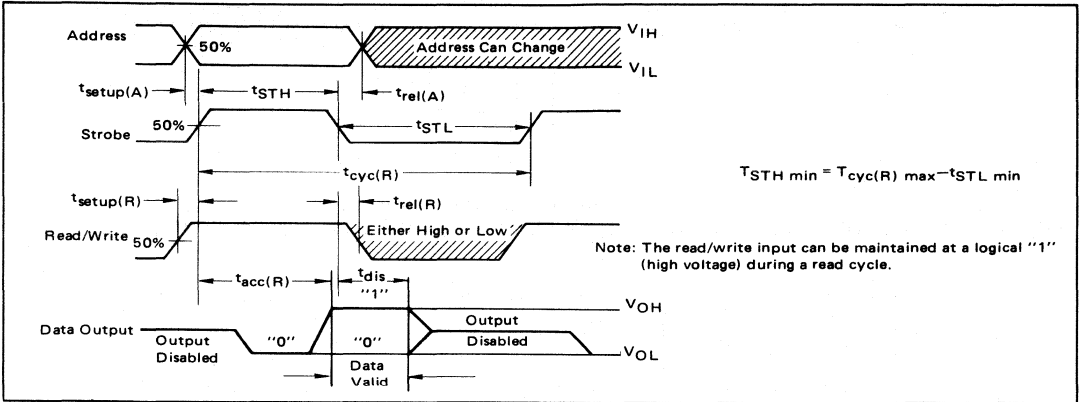 Address
50%
Address Can Change
VIH
VIL
tsetup(A)
tSTH
trel(A)
Strobe
50%
tSTL
tcyc(R)
TSTH min = Tcyc(R) max–tSTL min
tsetup(R)
trel(R)
Read/Write
50%
Either High or Low
Note: The read/write input can be maintained at a logical "1"
(high voltage) during a read cycle.
tacc(R)
tdis
"1"
VOH
Data Output
Output
Disabled
"0"
"0"
Output
Disabled
VOL
Data
Valid